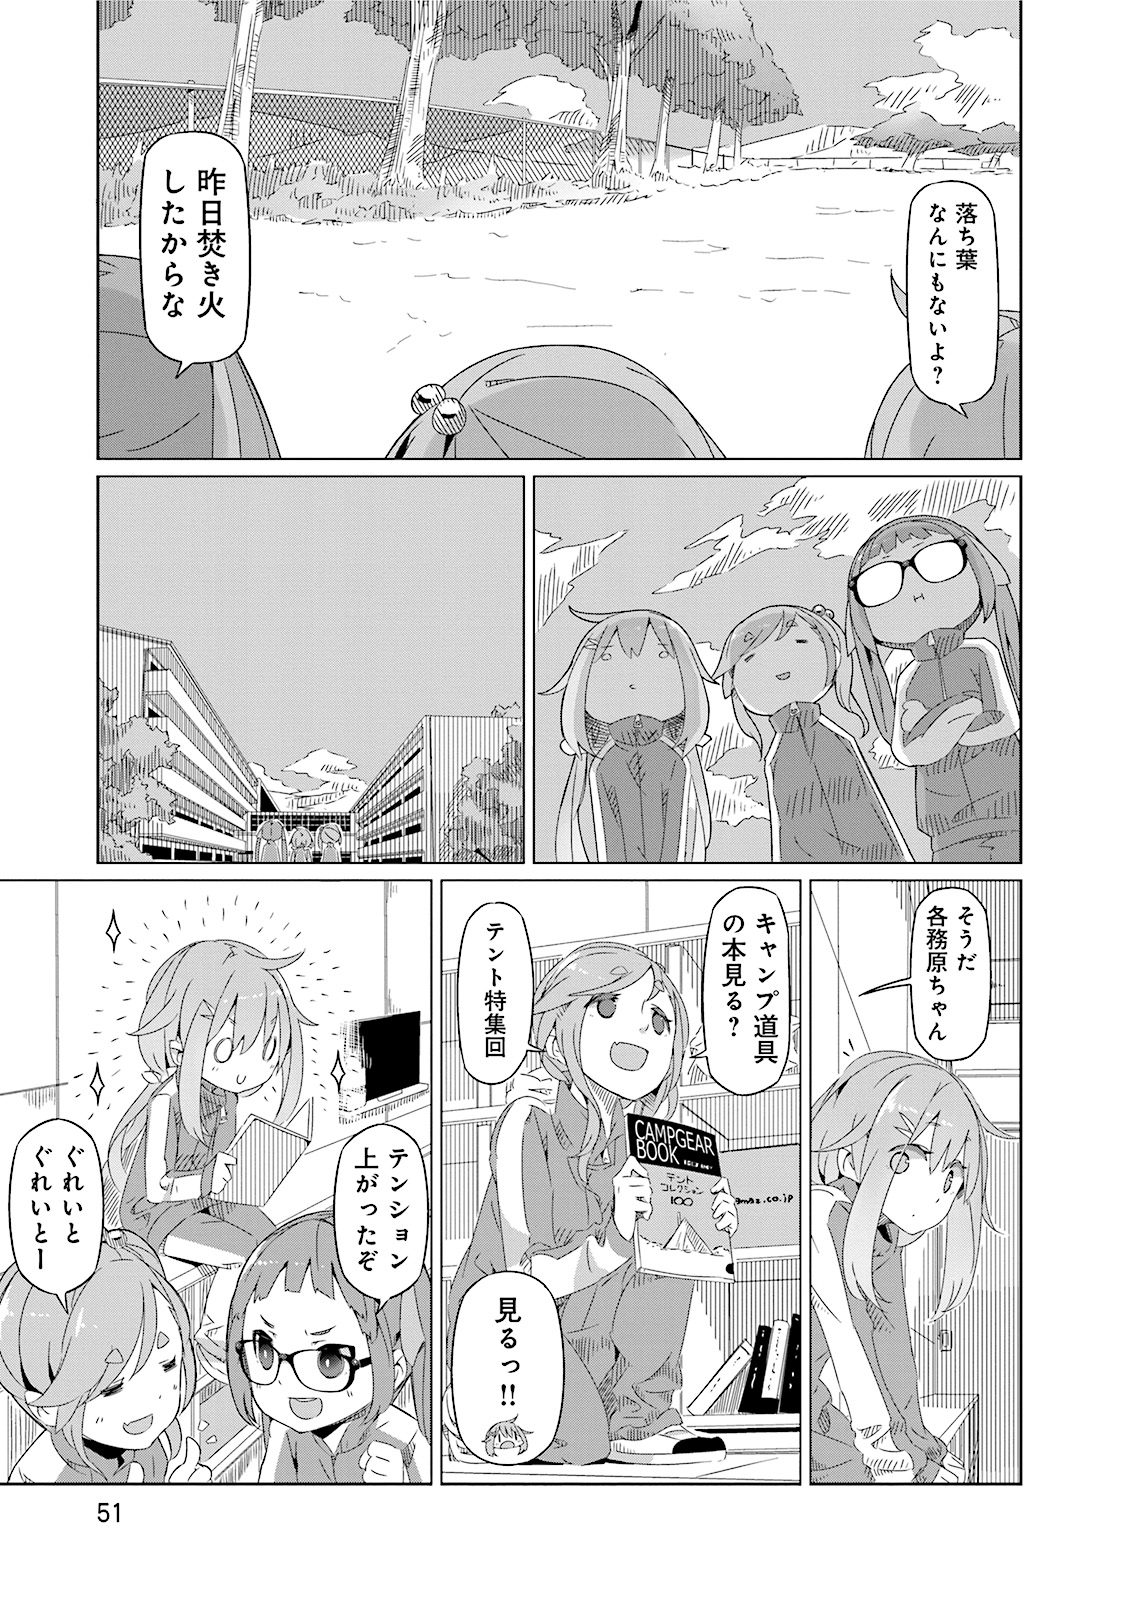 落ち葉
なんにもないよ?
昨日焚き火
したからな
そうだ
各務原ちゃん
キャンプ道具
の本見る?
テント特集回
CAMPGEAR
BOOK
テント
コレクション
100
amaz.co.jp
見るっ!!
テンション
上がったぞ
ぐれいと
ぐれいとー
51